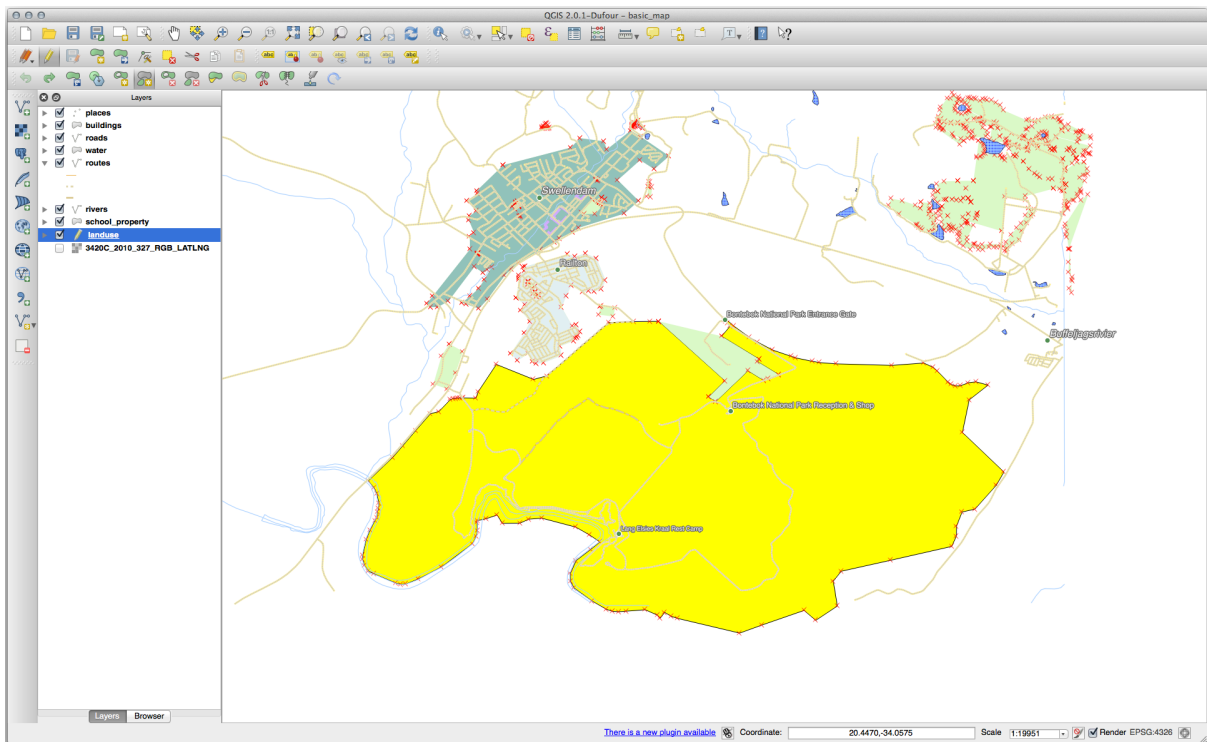 QGIS 2.0.1-Dufour – basic_map
Layers
places
buildings
roads
water
routes
rivers
school_property
landuse
3420C_2010_327_RGB_LATLNG
Swellendam
Railton
Bontebok National Park Entrance Gate
Buffeljagsrivier
Bontebok National Park Reception & Shop
Lang Elsies Kraal Rest Camp
Layers
Browser
There is a new plugin available
Coordinate:
20.4470,-34.0575
Scale
1:19951
Render
EPSG:4326